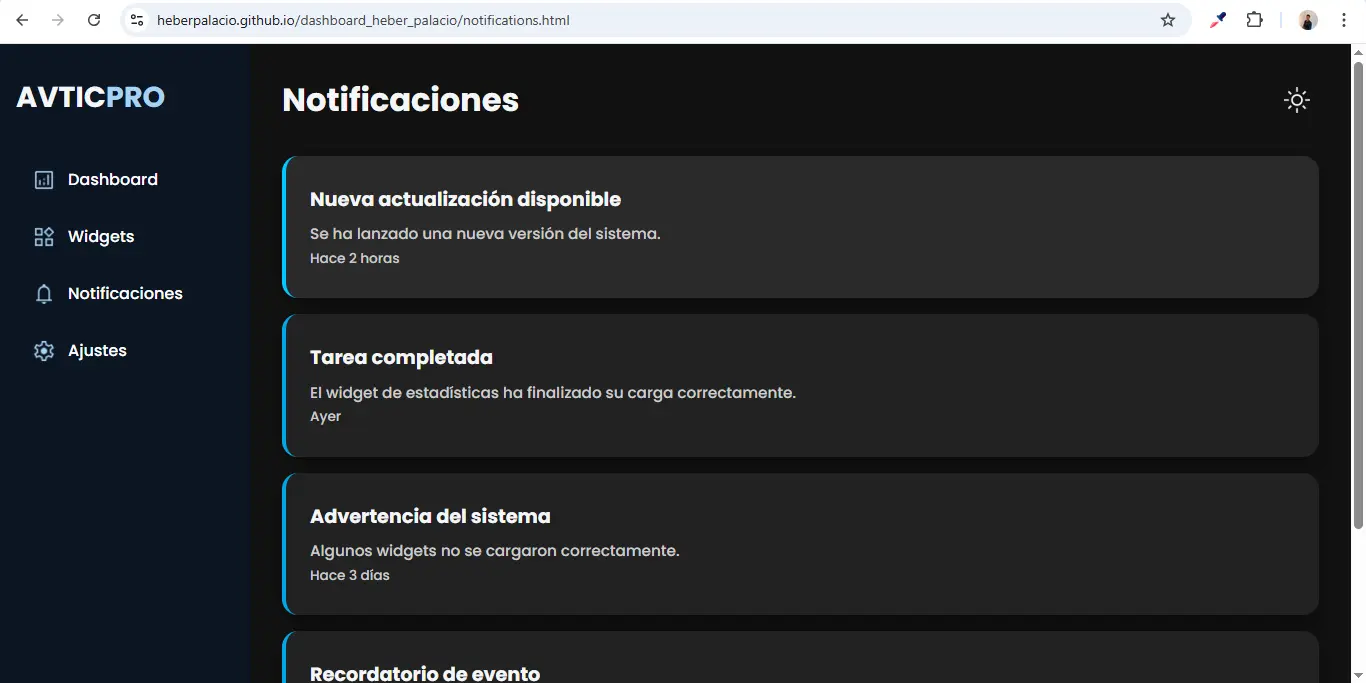 heberpalacio.github.io/dashboard_heber_palacio/notifications.html
AVTICPRO
Dashboard
Widgets
Notificaciones
Ajustes
Notificaciones
Nueva actualización disponible
Se ha lanzado una nueva versión del sistema.
Hace 2 horas
Tarea completada
El widget de estadísticas ha finalizado su carga correctamente.
Ayer
Advertencia del sistema
Algunos widgets no se cargaron correctamente.
Hace 3 días
Recordatorio de evento